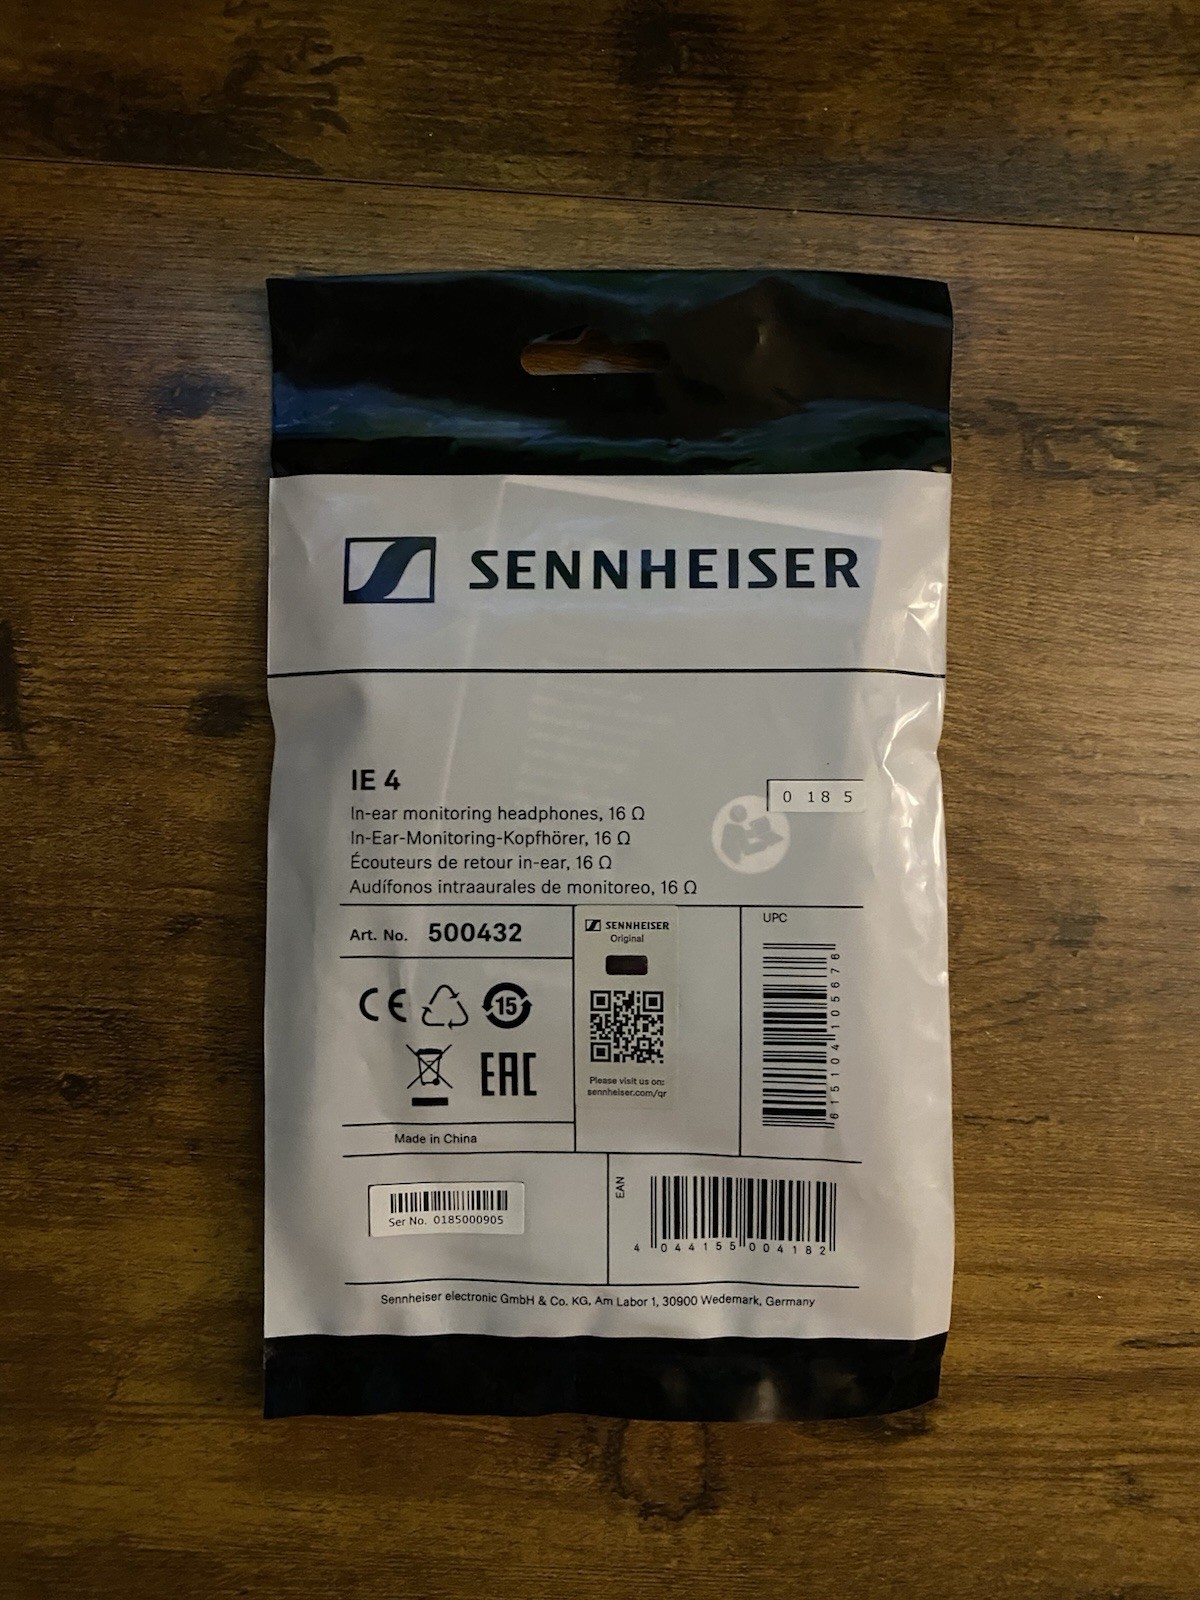 SENNHEISER
IE 4
In-ear monitoring headphones, 16 Ω
In-Ear-Monitoring-Kopfhörer, 16 Ω
Écouteurs de retour in-ear, 16 Ω
Audífonos intraaurales de monitoreo, 16 Ω
0 18 5
Art. No. 500432
SENNHEISER
Original
Please visit us on:
sennheiser.com/qr
UPC
615104105676
CE
15
EAC
Made in China
Ser No. 0185000905
EAN
4 044155 004182
Sennheiser electronic GmbH & Co. KG, Am Labor 1, 30900 Wedemark, Germany